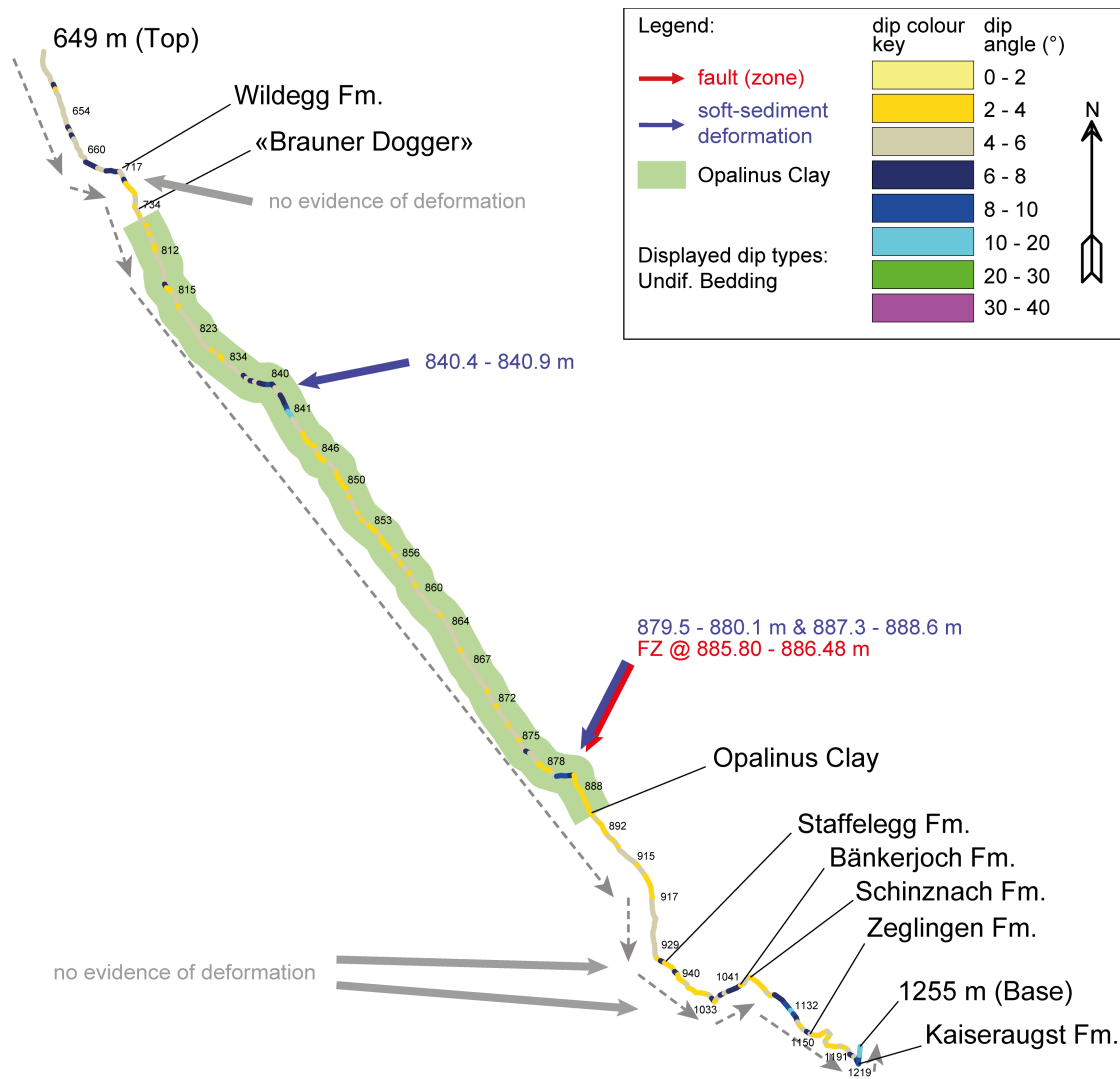 649 m (Top)
654
660
717
Wildegg Fm.
«Brauner Dogger»
no evidence of deformation
734
812
815
823
834
840
840.4 - 840.9 m
841
846
850
853
856
860
864
867
872
875
878
879.5 - 880.1 m & 887.3 - 888.6 m
FZ @ 885.80 - 886.48 m
888
Opalinus Clay
892
915
917
929
940
no evidence of deformation
1033
1041
Staffelegg Fm.
Bänkerjoch Fm.
Schinznach Fm.
Zeglingen Fm.
1132
1150
1191
1219
1255 m (Base)
Kaiseraugst Fm.
Legend:
fault (zone)
soft-sediment
deformation
Opalinus Clay
Displayed dip types:
Undif. Bedding
dip colour
key
dip
angle (°)
0 - 2
2 - 4
4 - 6
6 - 8
8 - 10
10 - 20
20 - 30
30 - 40
N